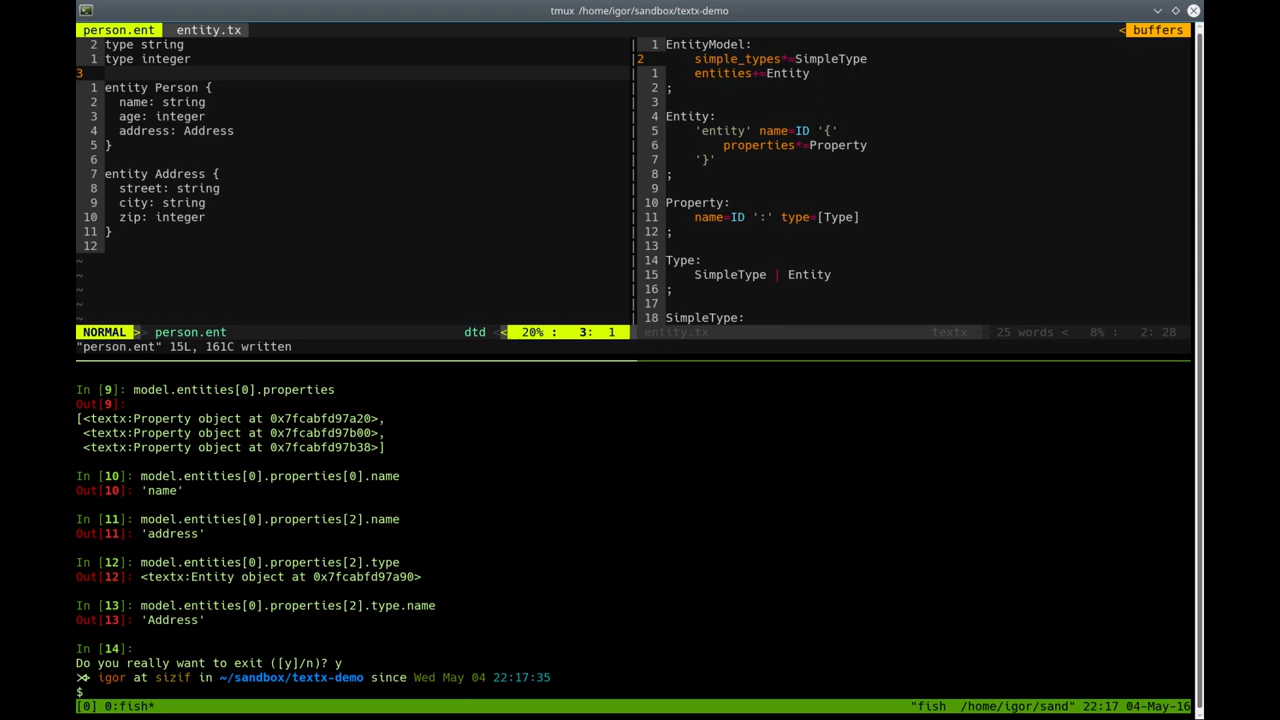 tmux /home/igor/sandbox/textx-demo
person.ent entity.tx < buffers
2 type string
1 type integer
3
1 entity Person {
2 name: string
3 age: integer
4 address: Address
5 }
6
7 entity Address {
8 street: string
9 city: string
10 zip: integer
11 }
12
~
~
~
~
~
NORMAL >> person.ent dtd << 20% : 3: 1
"person.ent" 15L, 161C written
1 EntityModel:
2 simple_types*=SimpleType
1 entities+=Entity
2 ;
3
4 Entity:
5 'entity' name=ID '{'
6 properties*=Property
7 '}'
8 ;
9
10 Property:
11 name=ID ':' type=[Type]
12 ;
13
14 Type:
15 SimpleType | Entity
16 ;
17
18 SimpleType:
entity.tx textx 25 words < 8% : 2: 28
In [9]: model.entities[0].properties
Out[9]:
[<textx:Property object at 0x7fcabfd97a20>,
<textx:Property object at 0x7fcabfd97b00>,
<textx:Property object at 0x7fcabfd97b38>]
In [10]: model.entities[0].properties[0].name
Out[10]: 'name'
In [11]: model.entities[0].properties[2].name
Out[11]: 'address'
In [12]: model.entities[0].properties[2].type
Out[12]: <textx:Entity object at 0x7fcabfd97a90>
In [13]: model.entities[0].properties[2].type.name
Out[13]: 'Address'
In [14]:
Do you really want to exit ([y]/n)? y
⋊> igor at sizif in ~/sandbox/textx-demo since Wed May 04 22:17:35
$
[0] 0:fish* "fish /home/igor/sand" 22:17 04-May-16